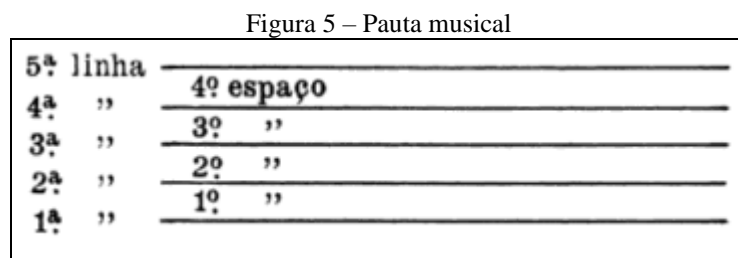 Figura 5 – Pauta musical
5ª linha
4º espaço
4ª ”
3º ”
3ª ”
2º ”
2ª ”
1º ”
1ª ”